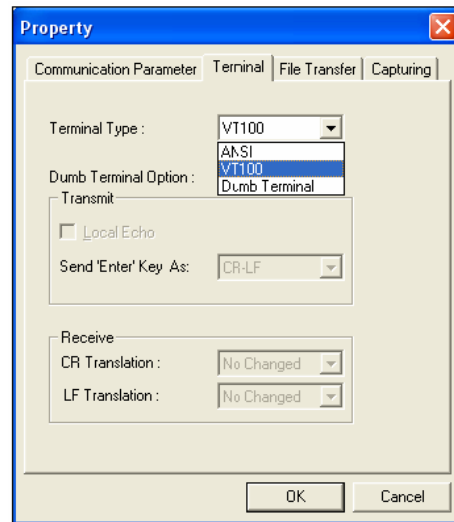 Property
Communication Parameter Terminal File Transfer Capturing
Terminal Type : VT100
ANSI
VT100
Dumb Terminal
Dumb Terminal Option :
Transmit
Local Echo
Send 'Enter' Key As: CR-LF
Receive
CR Translation : No Changed
LF Translation : No Changed
OK Cancel